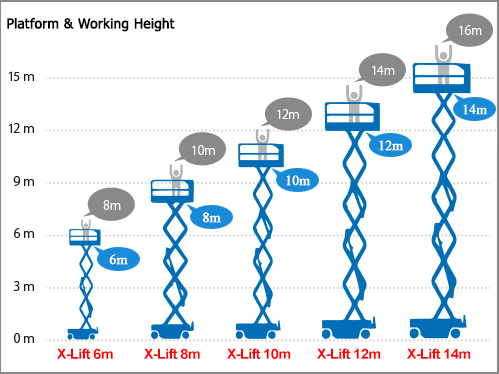 Platform & Working Height
16m
14m
15 m
14m
12m
12 m
12m
10m
10m
9 m
8m
8m
6 m
6m
3 m
0 m
X-Lift 6m X-Lift 8m X-Lift 10m X-Lift 12m X-Lift 14m